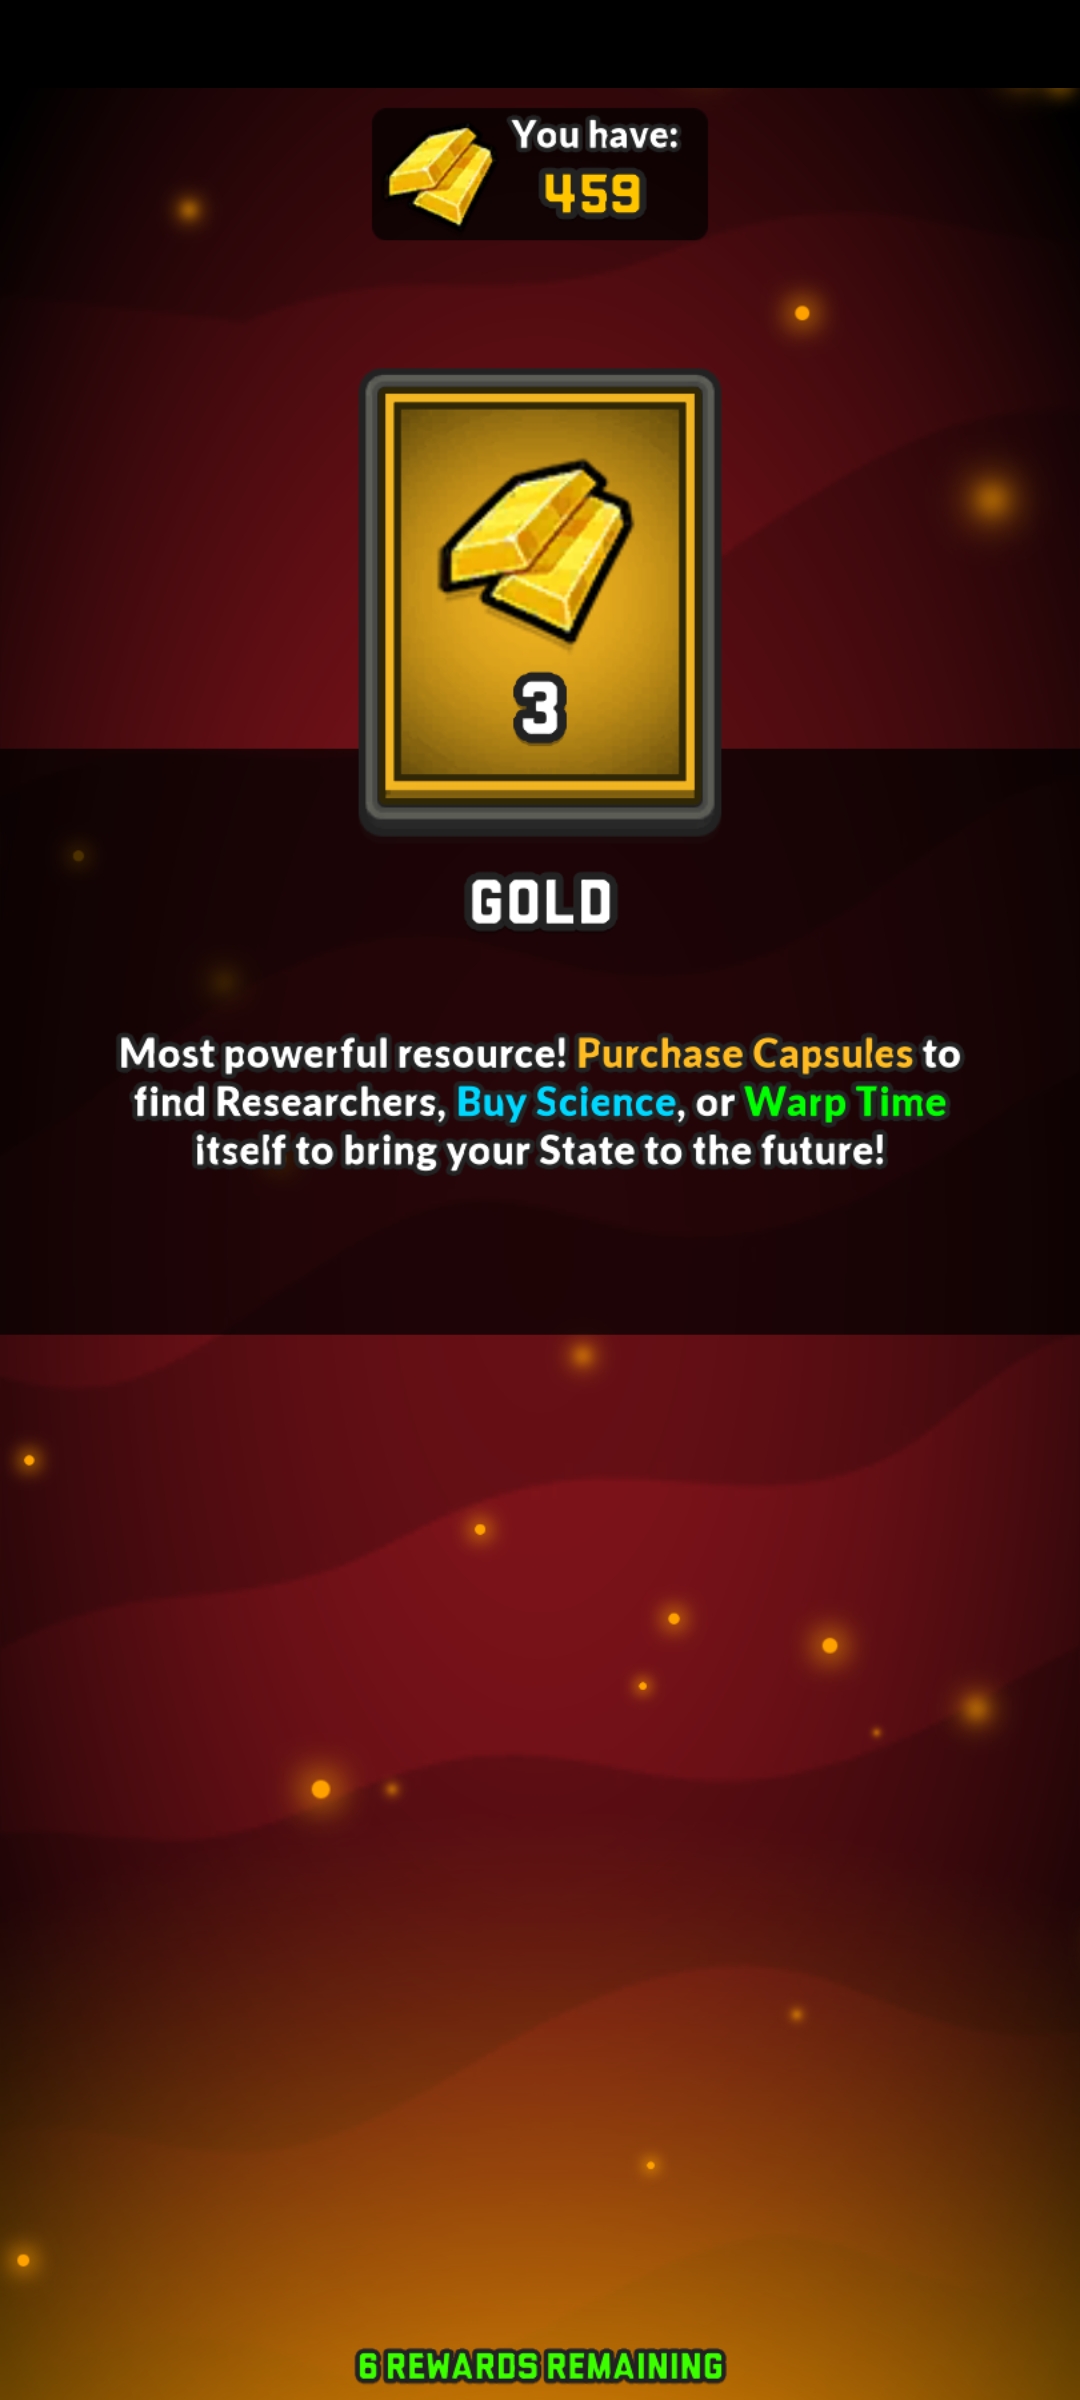 You have:
459
3
GOLD
Most powerful resource! Purchase Capsules to
find Researchers, Buy Science, or Warp Time
itself to bring your State to the future!
6 REWARDS REMAINING